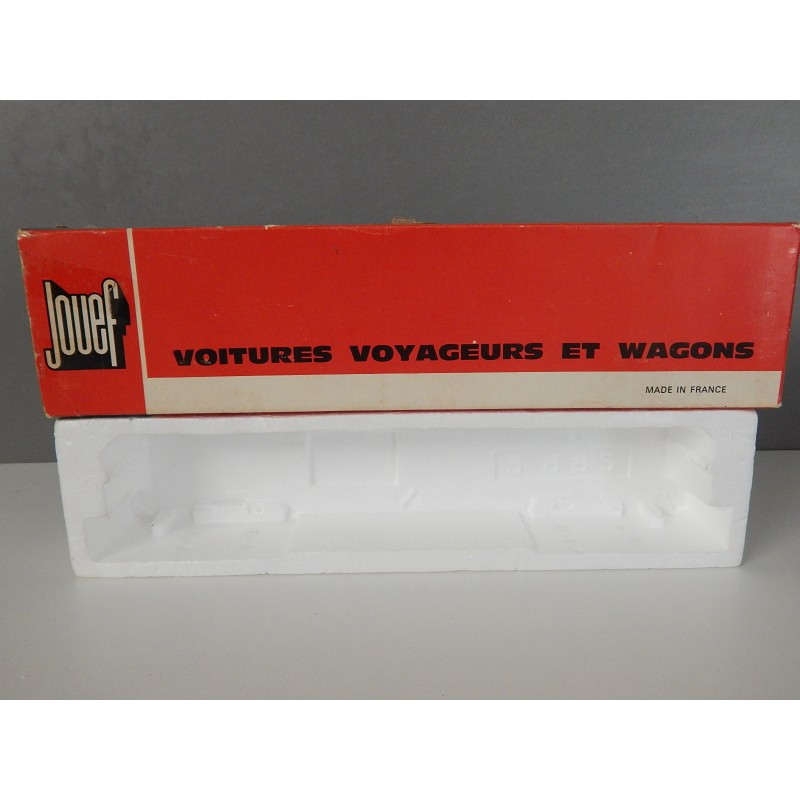 Jouef
VOITURES VOYAGEURS ET WAGONS
MADE IN FRANCE